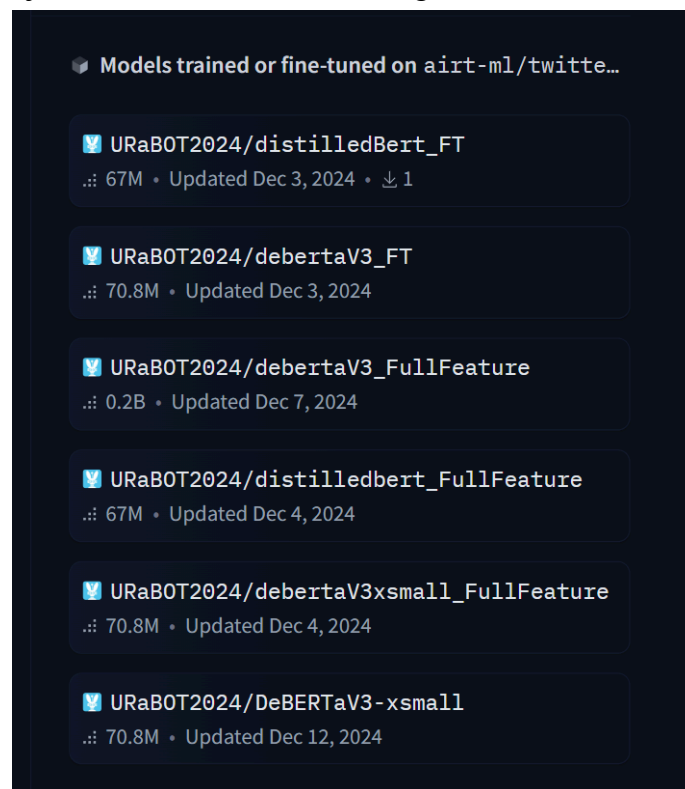 Models trained or fine-tuned on airt-ml/twitte…
URaBOT2024/distilledBert_FT
67M • Updated Dec 3, 2024 • 1
URaBOT2024/debertaV3_FT
70.8M • Updated Dec 3, 2024
URaBOT2024/debertaV3_FullFeature
0.2B • Updated Dec 7, 2024
URaBOT2024/distilledbert_FullFeature
67M • Updated Dec 4, 2024
URaBOT2024/debertaV3xsmall_FullFeature
70.8M • Updated Dec 4, 2024
URaBOT2024/DeBERTaV3-xsmall
70.8M • Updated Dec 12, 2024